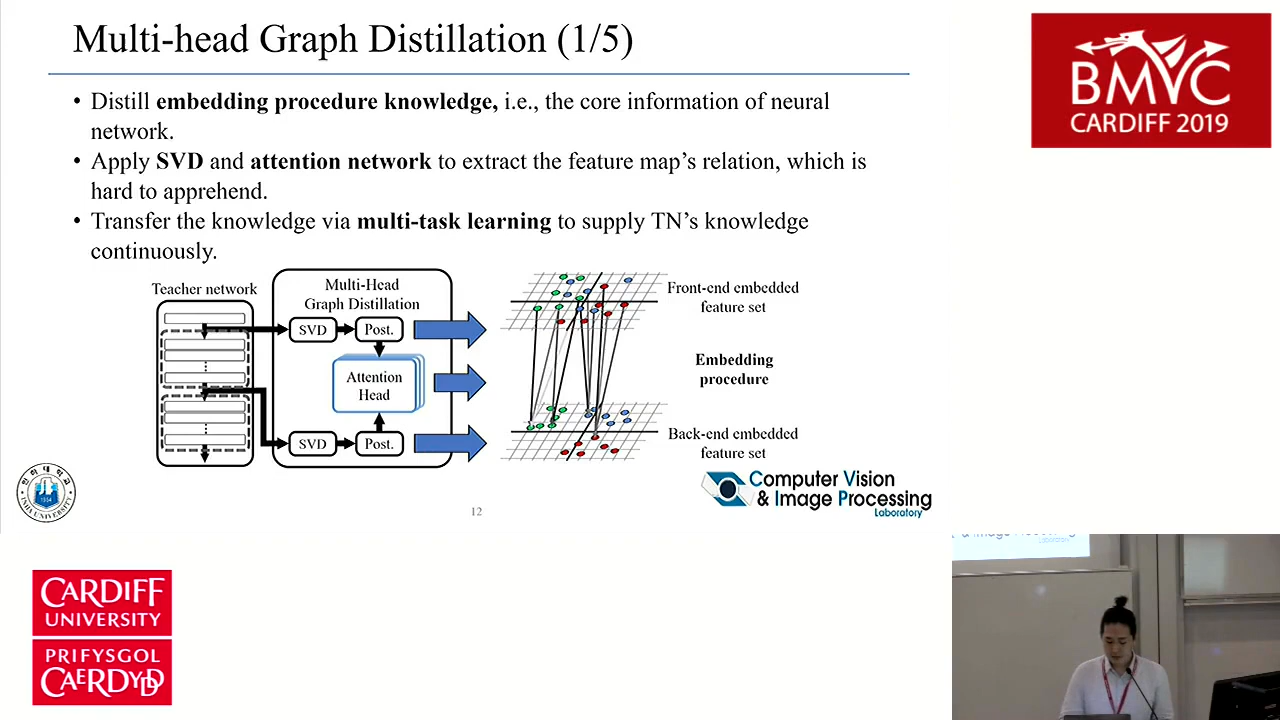 Multi-head Graph Distillation (1/5)
• Distill embedding procedure knowledge, i.e., the core information of neural
network.
• Apply SVD and attention network to extract the feature map's relation, which is
hard to apprehend.
• Transfer the knowledge via multi-task learning to supply TN's knowledge
continuously.
Teacher network
Multi-Head
Graph Distillation
SVD
Post.
Attention
Head
SVD
Post.
Front-end embedded
feature set
Embedding
procedure
Back-end embedded
feature set
Computer Vision
& Image Processing
Laboratory
12
BMVC
CARDIFF 2019
CARDIFF
UNIVERSITY
PRIFYSGOL
CAERDYDD